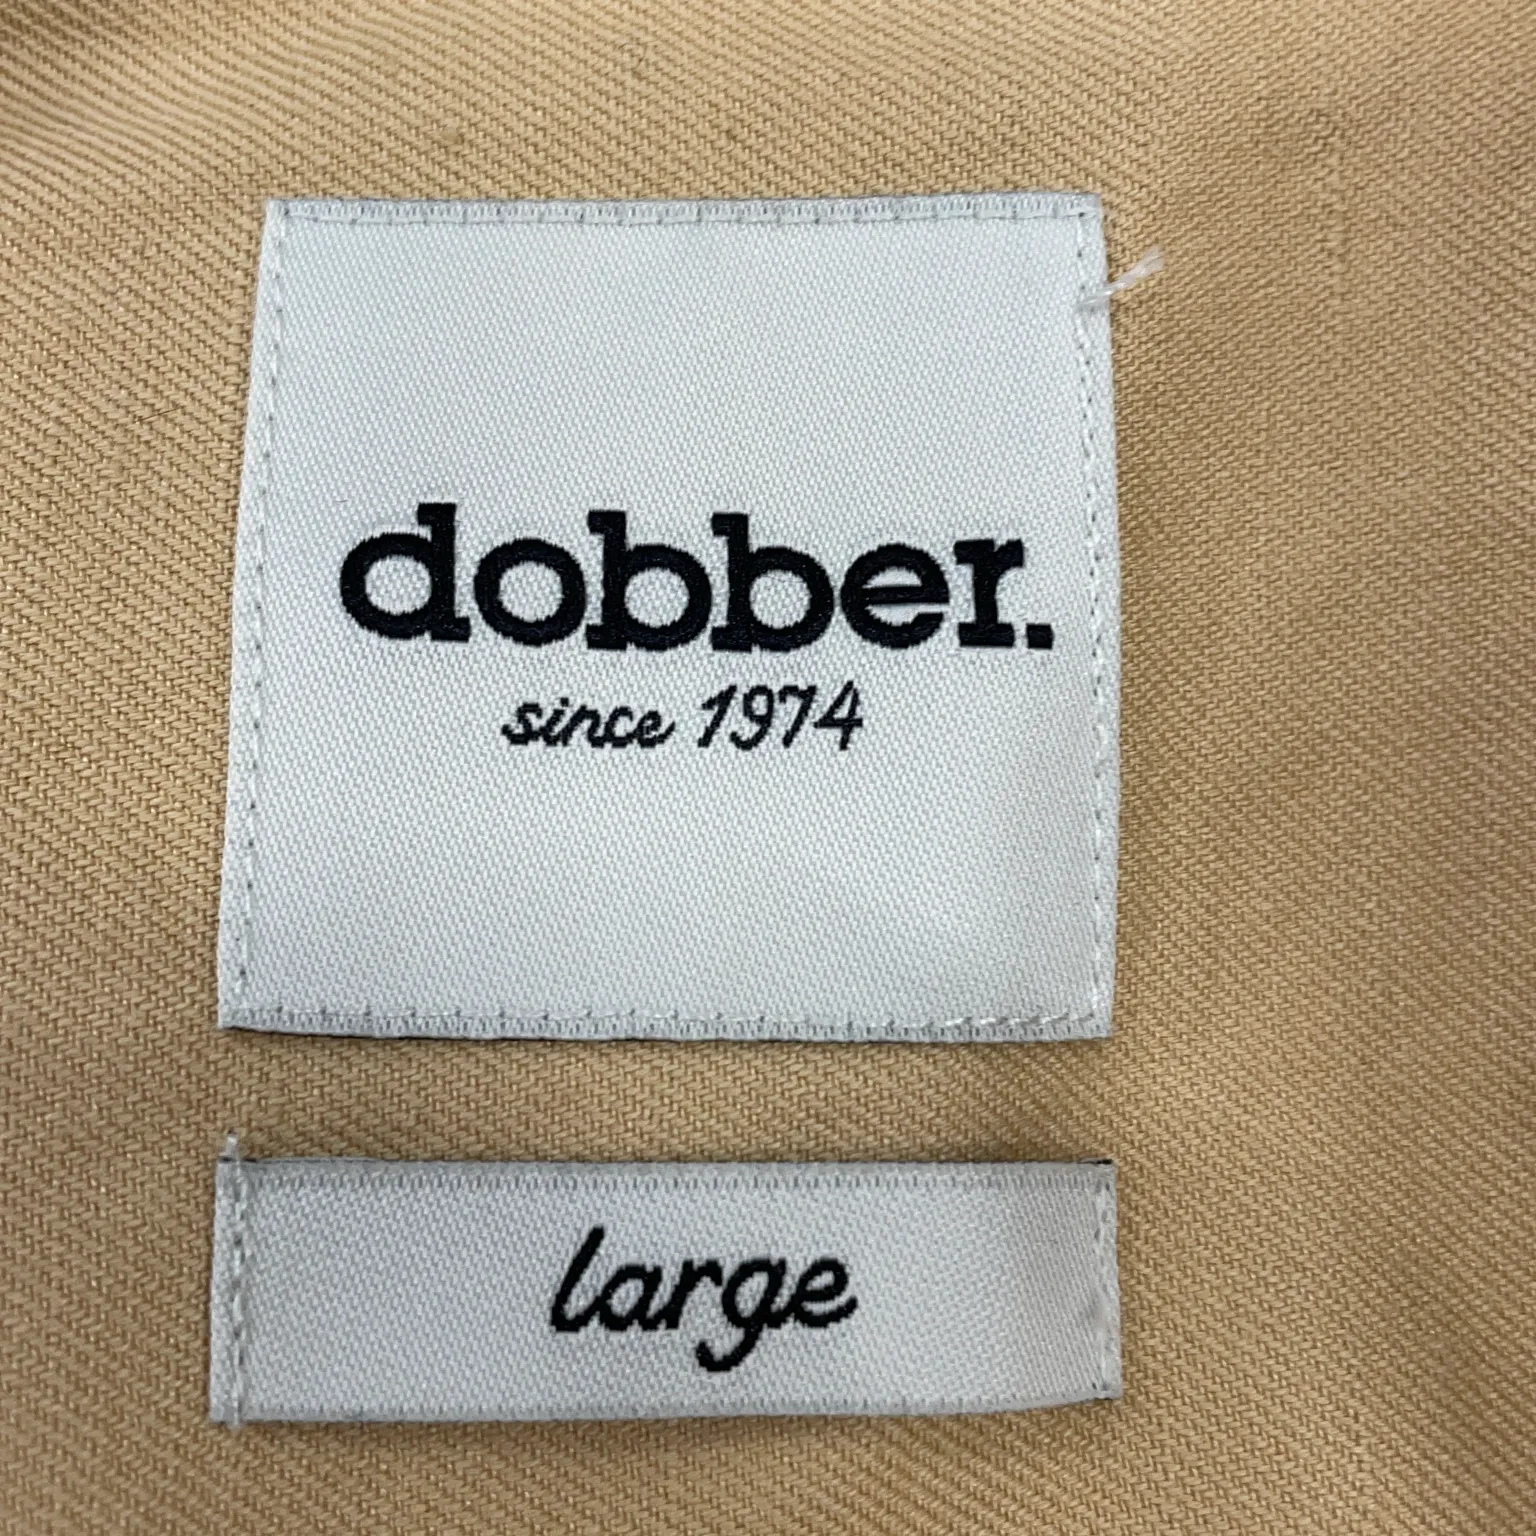 dobber.
since 1974
large